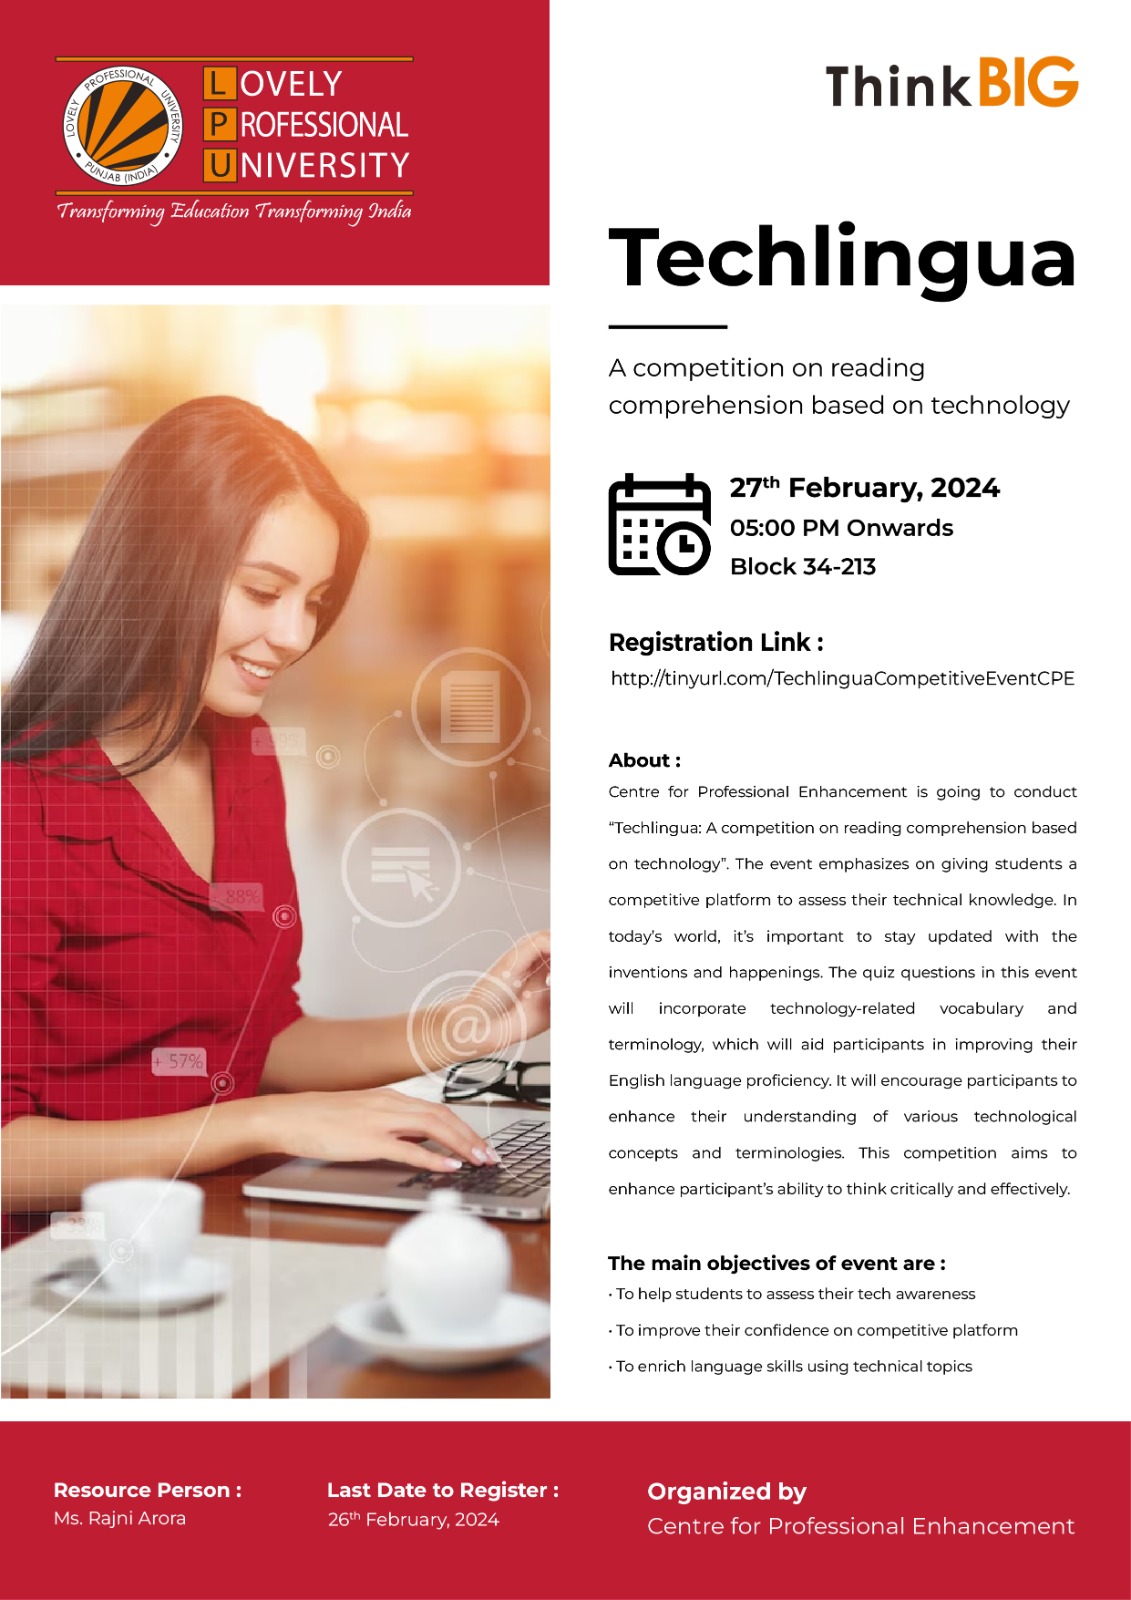 LOVELY PROFESSIONAL UNIVERSITY
PUNJAB (INDIA)
LOVELY
PROFESSIONAL
UNIVERSITY
Transforming Education Transforming India
ThinkBIG
Techlingua
A competition on reading
comprehension based on technology
27th February, 2024
05:00 PM Onwards
Block 34-213
Registration Link :
http://tinyurl.com/TechlinguaCompetitiveEventCPE
About :
Centre for Professional Enhancement is going to conduct
“Techlingua: A competition on reading comprehension based
on technology”. The event emphasizes on giving students a
competitive platform to assess their technical knowledge. In
today’s world, it’s important to stay updated with the
inventions and happenings. The quiz questions in this event
will incorporate technology-related vocabulary and
terminology, which will aid participants in improving their
English language proficiency. It will encourage participants to
enhance their understanding of various technological
concepts and terminologies. This competition aims to
enhance participant’s ability to think critically and effectively.
The main objectives of event are :
· To help students to assess their tech awareness
· To improve their confidence on competitive platform
· To enrich language skills using technical topics
+ 88%
@
+ 57%
Resource Person :
Ms. Rajni Arora
Last Date to Register :
26th February, 2024
Organized by
Centre for Professional Enhancement